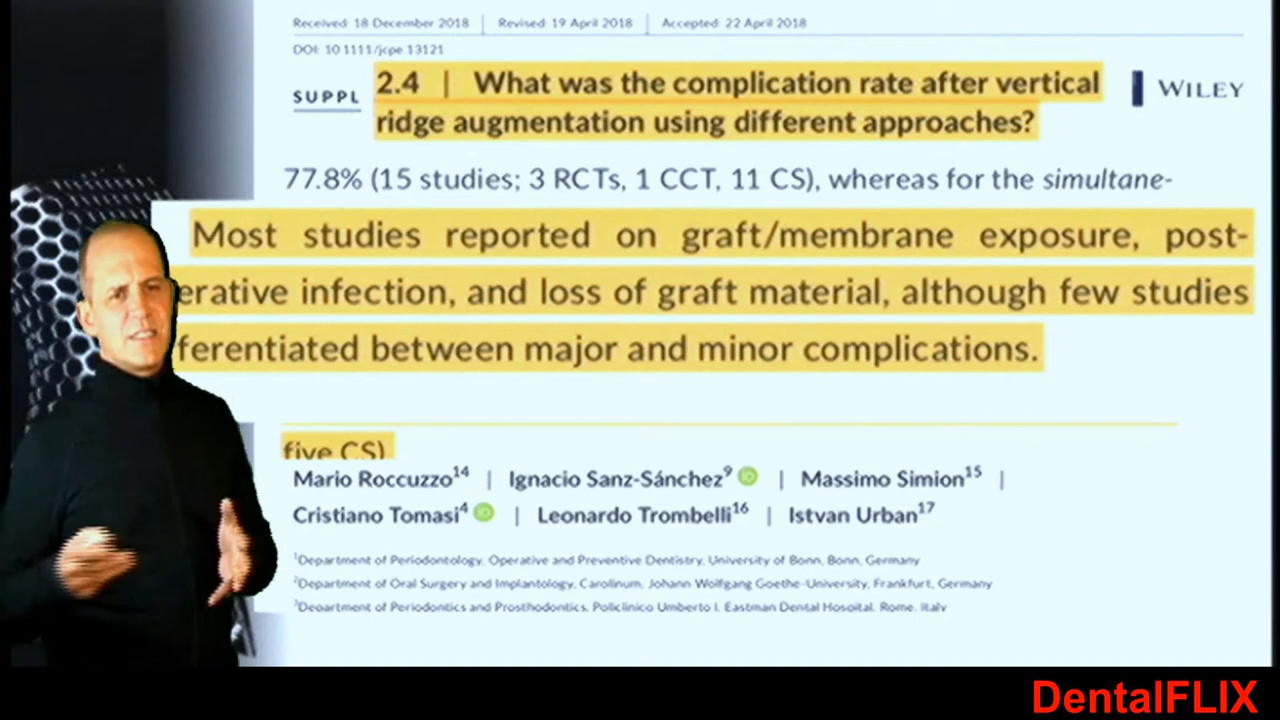 Received: 18 December 2018 | Revised: 19 April 2018 | Accepted: 22 April 2018
DOI: 10.1111/jcpe.13121
SUPPL
2.4 | What was the complication rate after vertical
ridge augmentation using different approaches?
WILEY
77.8% (15 studies; 3 RCTs, 1 CCT, 11 CS), whereas for the simultane-
Most studies reported on graft/membrane exposure, post-
erative infection, and loss of graft material, although few studies
ferentiated between major and minor complications.
five CS)
Mario Roccuzzo14 | Ignacio Sanz-Sánchez9 | Massimo Simion15 |
Cristiano Tomasi4 | Leonardo Trombelli16 | Istvan Urban17
1Department of Periodontology, Operative and Preventive Dentistry, University of Bonn, Bonn, Germany
2Department of Oral Surgery and Implantology, Carolinum, Johann Wolfgang Goethe-University, Frankfurt, Germany
3Department of Periodontics and Prosthodontics, Policlinico Umberto I, Eastman Dental Hospital, Rome, Italy
DentalFLIX